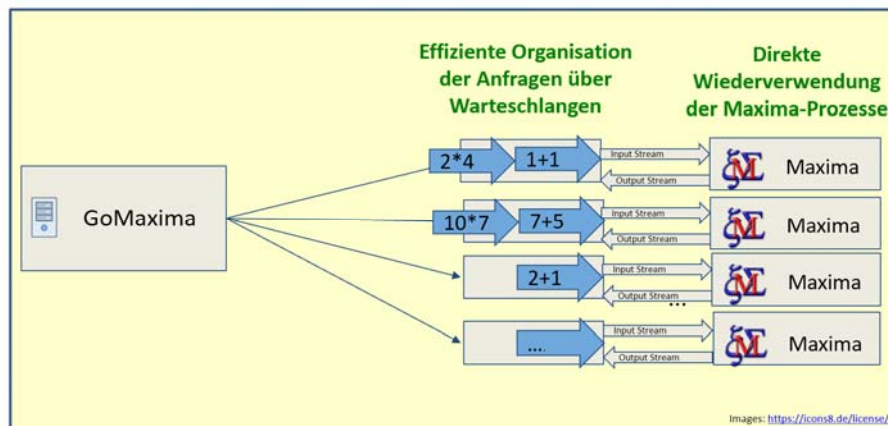 Effiziente Organisation
der Anfragen über
Warteschlangen
Direkte
Wiederverwendung
der Maxima-Prozesse
GoMaxima
2*4
1+1
Input Stream
Output Stream
Maxima
10*7
7+5
Input Stream
Output Stream
Maxima
2+1
Input Stream
Output Stream
...
Maxima
....
Input Stream
Output Stream
Maxima
Images: https://icons8.de/license/